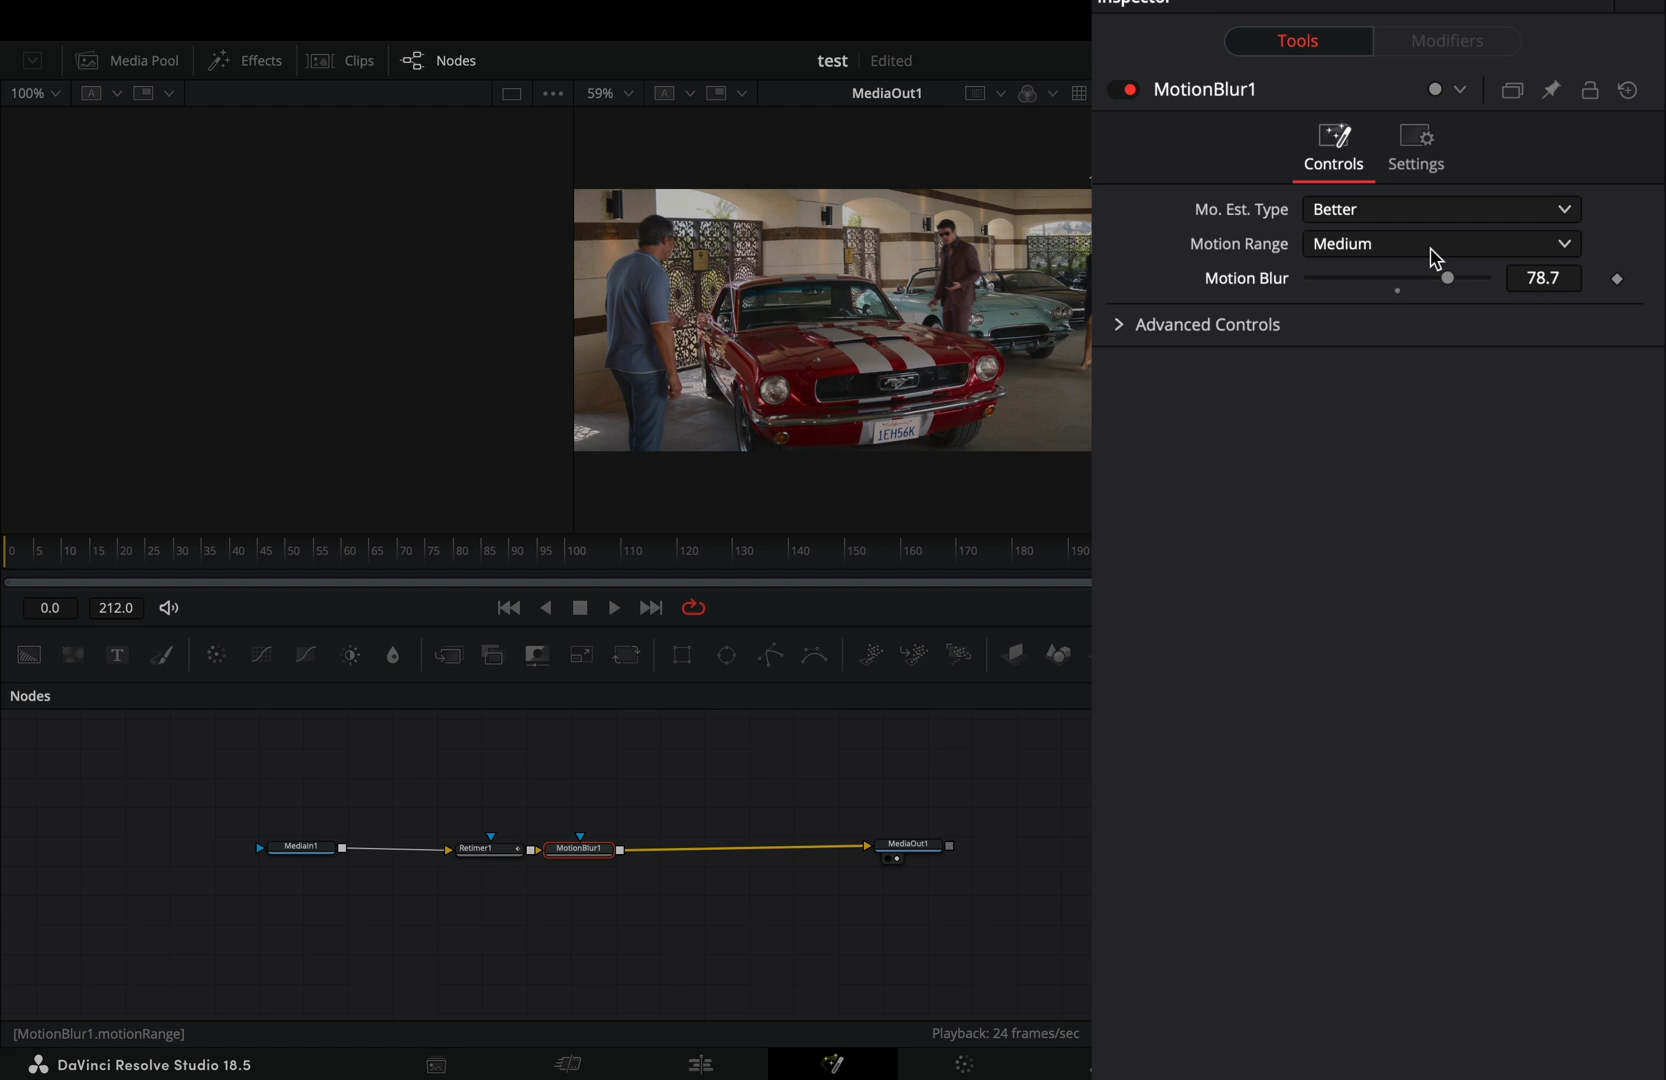 Inspector
Media Pool
Effects
Clips
Nodes
test
Edited
Tools
Modifiers
100%
A
59%
A
MediaOut1
MotionBlur1
Controls
Settings
Mo. Est. Type
Better
Motion Range
Medium
Motion Blur
78.7
Advanced Controls
1EH56K
0 5 10 15 20 25 30 35 40 45 50 55 60 65 70 75 80 85 90 95 100 110 120 130 140 150 160 170 180 190
0.0
212.0
T
Nodes
MediaIn1
Retimer1
MotionBlur1
MediaOut1
[MotionBlur1.motionRange]
Playback: 24 frames/sec
DaVinci Resolve Studio 18.5